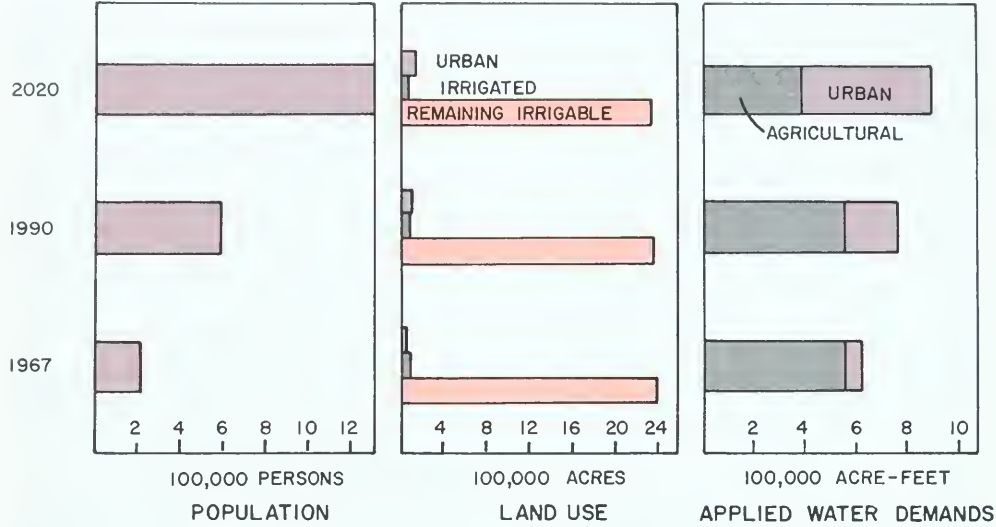 2020
URBAN
IRRIGATED
REMAINING IRRIGABLE
URBAN
AGRICULTURAL
1990
1967
2 4 6 8 10 12
4 8 12 16 20 24
2 4 6 8 10
100,000 PERSONS
100,000 ACRES
100,000 ACRE-FEET
POPULATION
LAND USE
APPLIED WATER DEMANDS